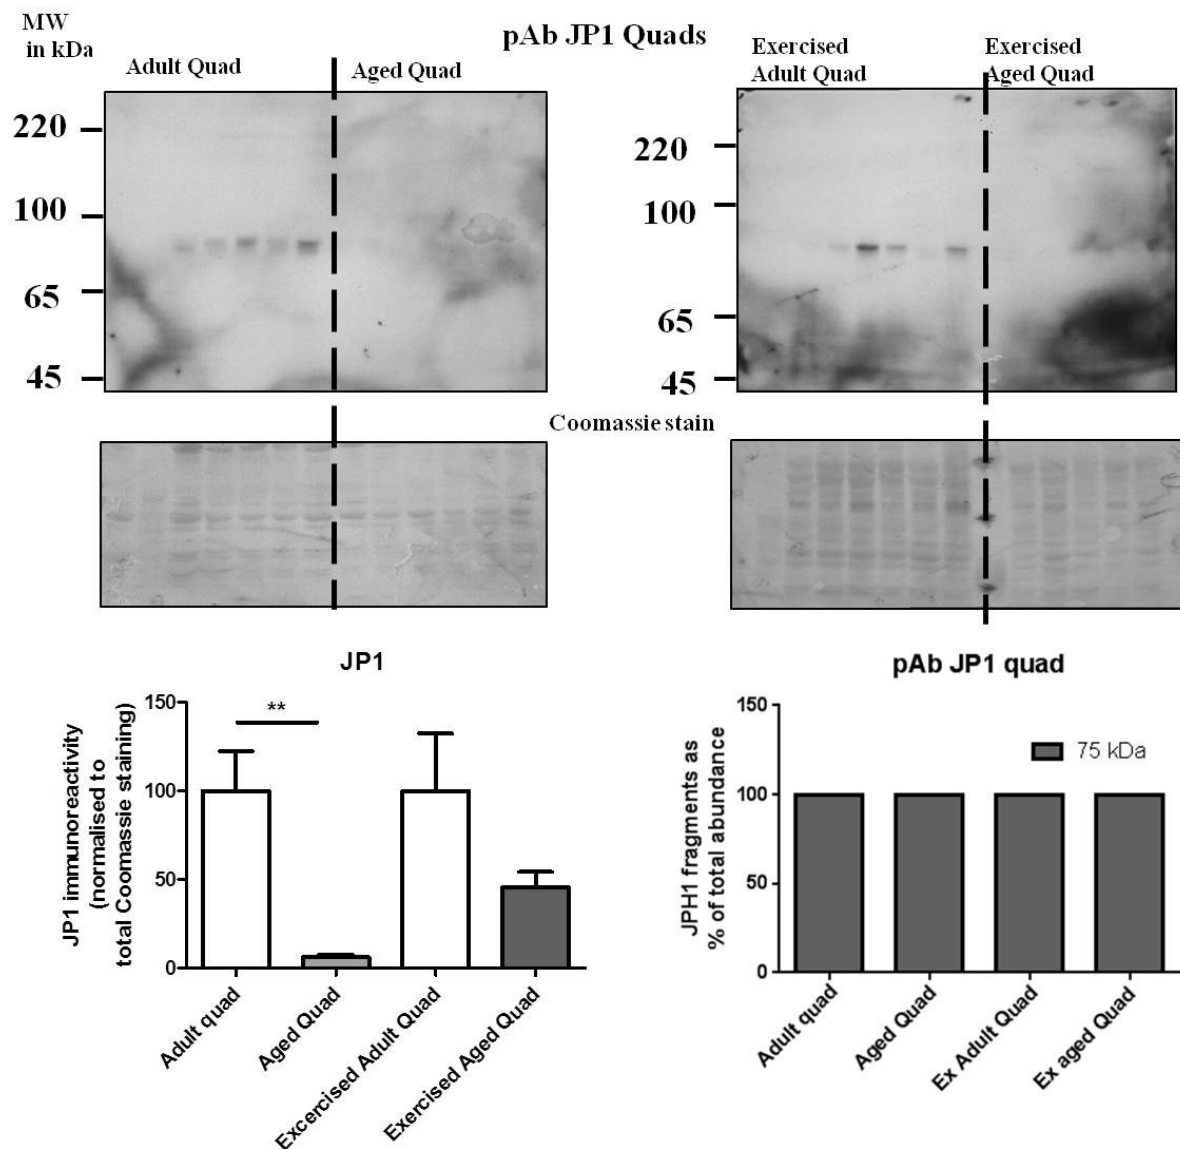 MW
in kDa
pAb JP1 Quads
Adult Quad
Aged Quad
Exercised
Adult Quad
Exercised
Aged Quad
220
100
65
45
220
100
65
45
Coomassie stain
JP1
JP1 immunoreactivity
(normalised to
total Coomassie staining)
150
100
50
0
**
Adult quad
Aged Quad
Excercised Adult Quad
Exercised Aged Quad
pAb JP1 quad
JPH1 fragments as
% of total abundance
150
100
50
0
75 kDa
Adult quad
Aged Quad
Ex Adult Quad
Ex aged Quad